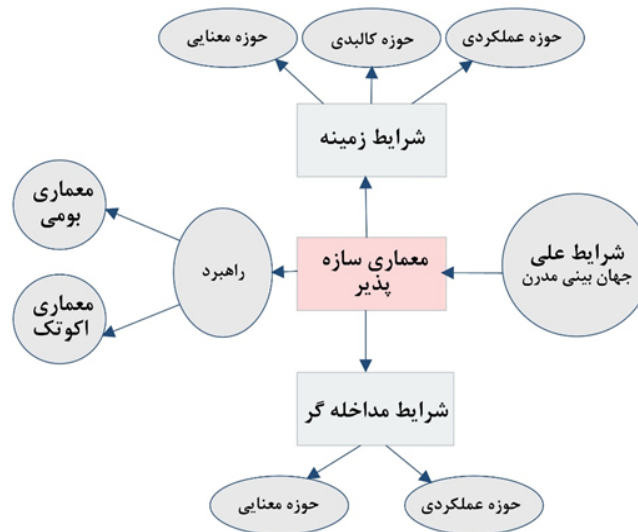 حوزه عملکردی
حوزه کالبدی
حوزه معنایی
شرایط زمینه
شرایط علی
جهان بینی مدرن
معماری سازه
پذیر
راهبرد
معماری
بومی
معماری
اکوتک
شرایط مداخله گر
حوزه عملکردی
حوزه معنایی